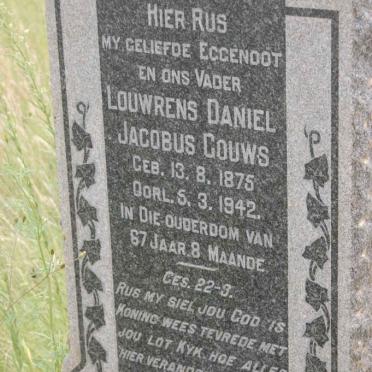 HIER RUS
MY GELIEFDE EGGENOOT
EN ONS VADER
LOUWRENS DANIEL
JACOBUS GOUWS
GEB. 13. 8. 1875
OORL. 5. 3. 1942.
IN DIE OUDERDOM VAN
67 JAAR 8 MAANDE
GES. 22-3.
RUS MY SIEL JOU GOD IS
KONING WEES TEVREDE MET
JOU LOT KYK HOE ALLES
HIER